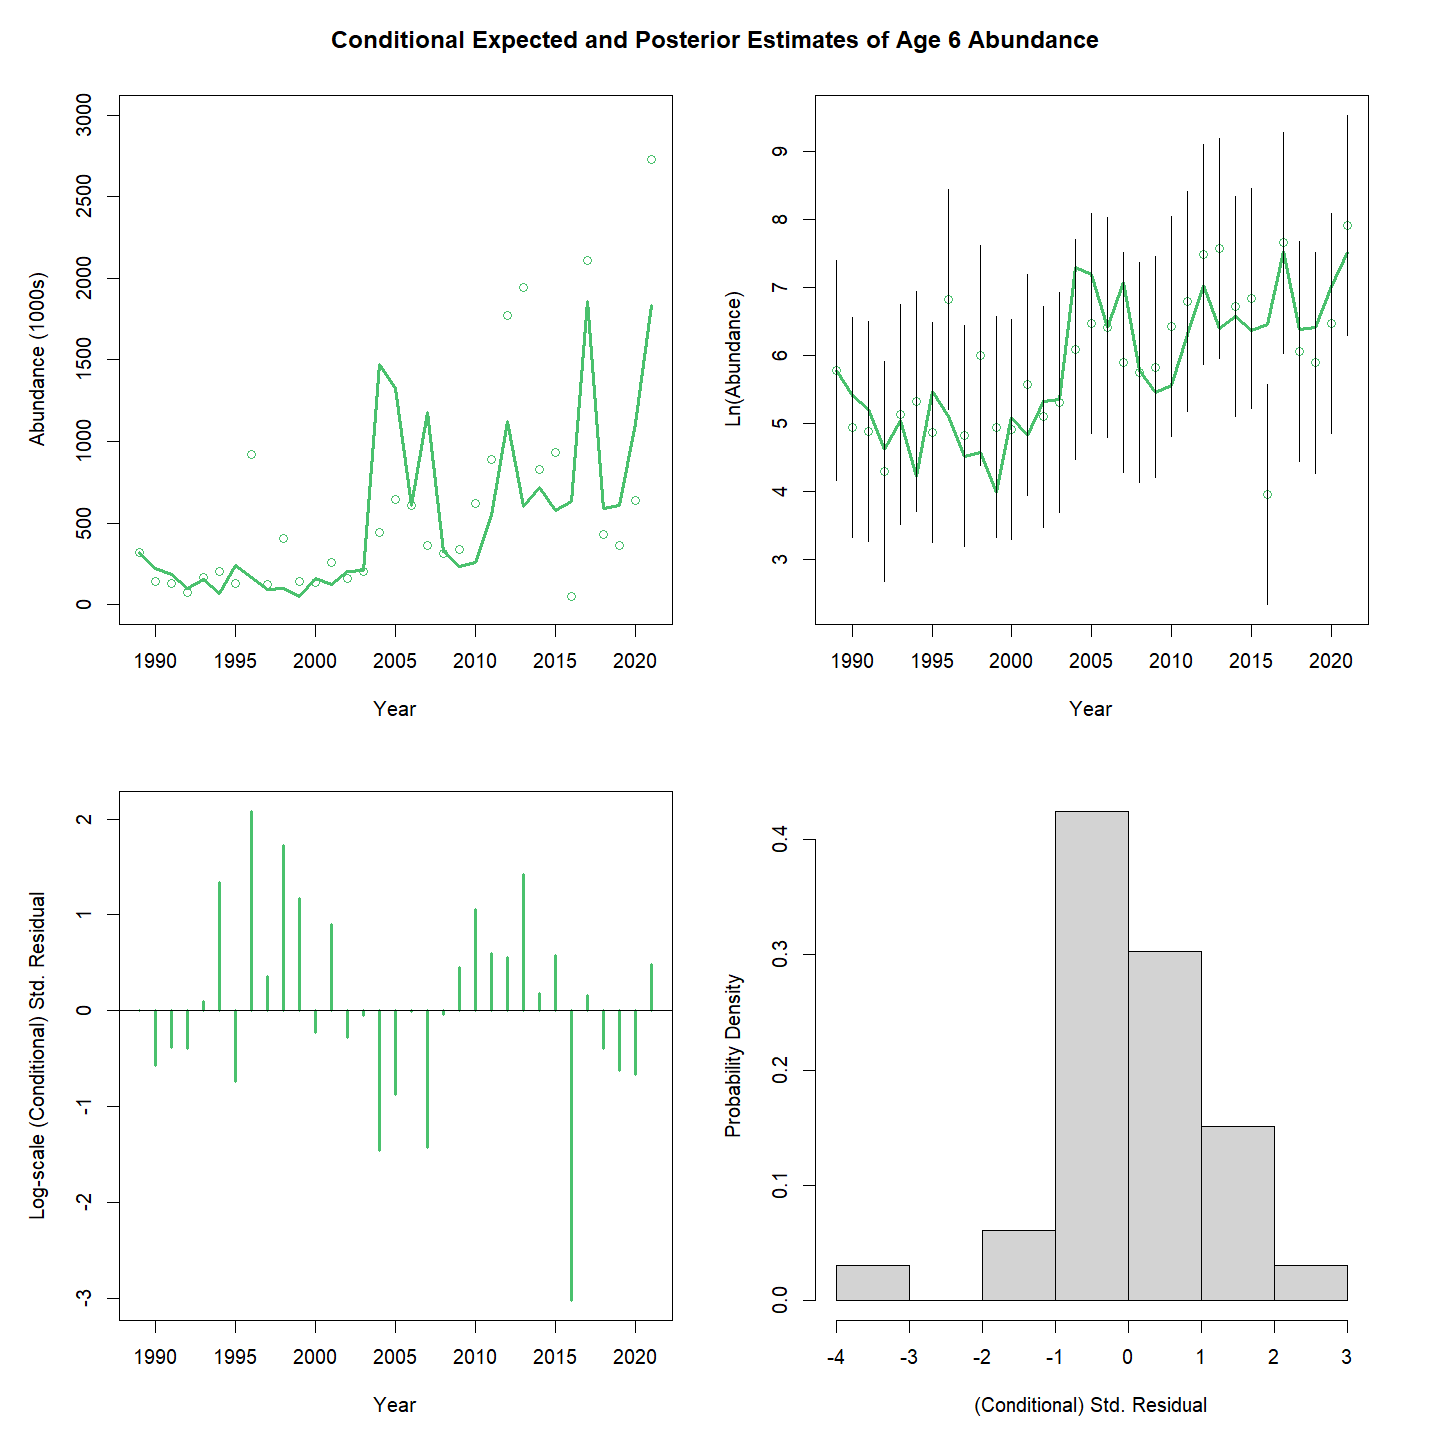 Conditional Expected and Posterior Estimates of Age 6 Abundance
Abundance (1000s)
3000
2500
2000
1500
1000
500
0
1990 1995 2000 2005 2010 2015 2020
Year
Ln(Abundance)
9
8
7
6
5
4
3
1990 1995 2000 2005 2010 2015 2020
Year
Log-scale (Conditional) Std. Residual
2
1
0
-1
-2
-3
1990 1995 2000 2005 2010 2015 2020
Year
Probability Density
0.4
0.3
0.2
0.1
0.0
-4 -3 -2 -1 0 1 2 3
(Conditional) Std. Residual